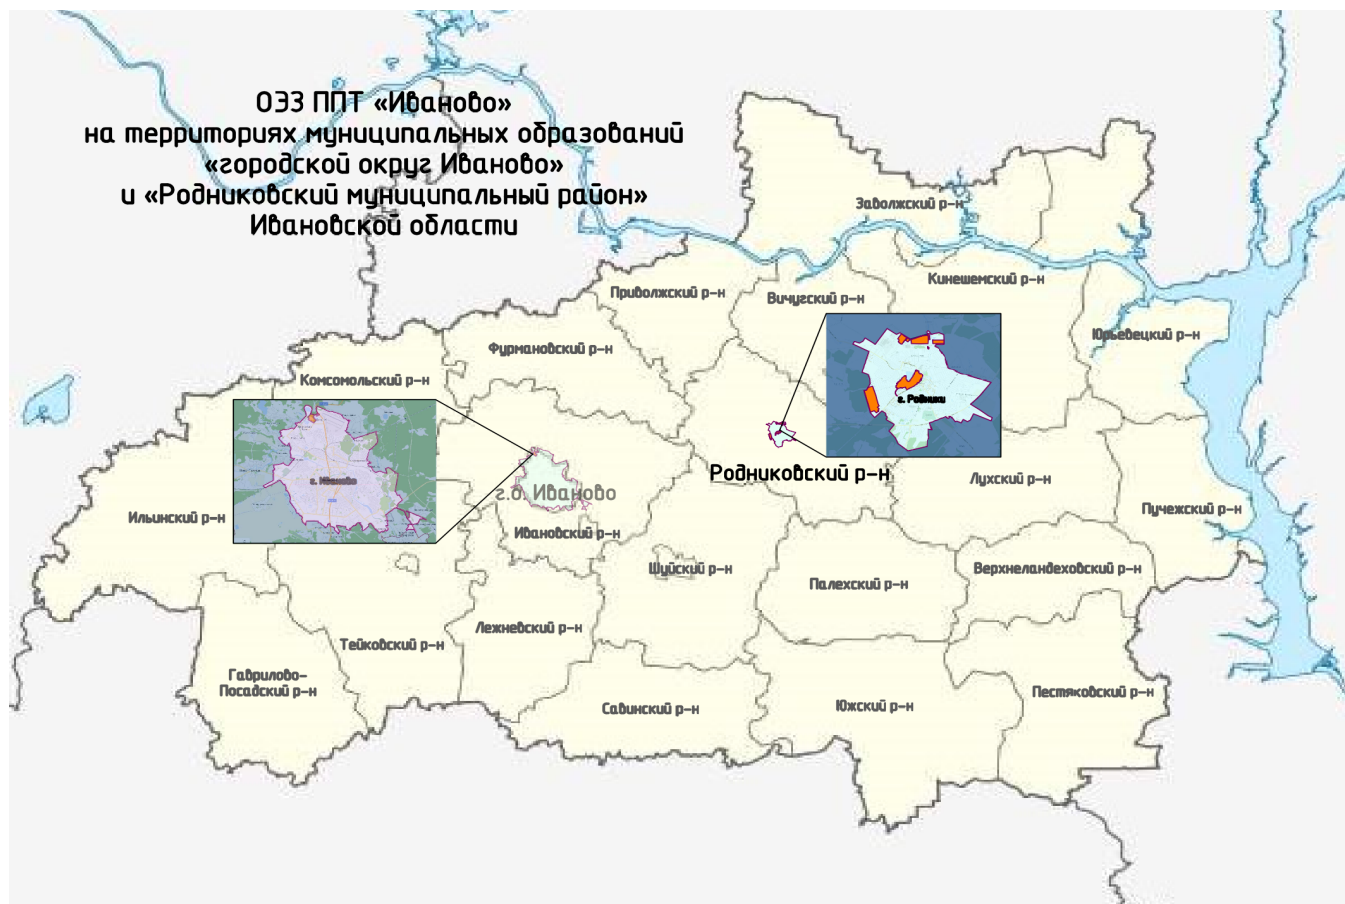 ОЭЗ ППТ «Иваново»
на территориях муниципальных образований
«городской округ Иваново»
и «Родниковский муниципальный район»
Ивановской области
Заволжский р-н
Кинешемский р-н
Приволжский р-н
Вичугский р-н
Юрьевецкий р-н
Фурмановский р-н
Комсомольский р-н
г. Родники
Родниковский р-н
Лухский р-н
г. Иваново
г.о. Иваново
Пучежский р-н
Ильинский р-н
Ивановский р-н
Шуйский р-н
Палехский р-н
Верхнеландеховский р-н
Лежневский р-н
Тейковский р-н
Гаврилово-
Посадский р-н
Савинский р-н
Южский р-н
Пестяковский р-н